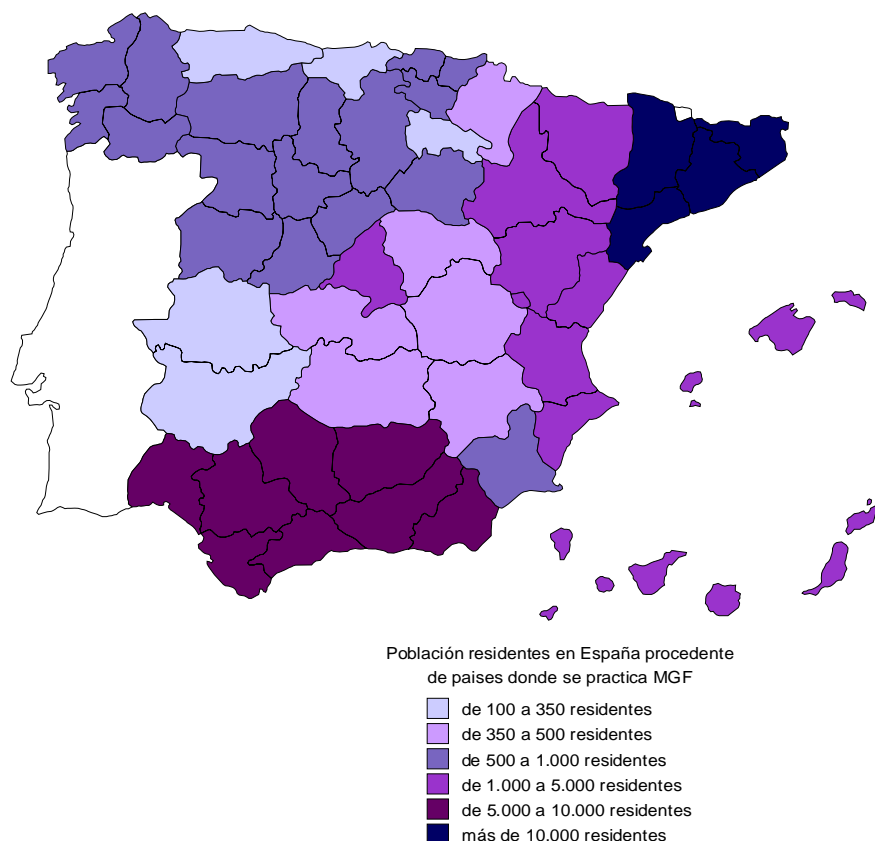 Población residentes en España procedente
de paises donde se practica MGF
de 100 a 350 residentes
de 350 a 500 residentes
de 500 a 1.000 residentes
de 1.000 a 5.000 residentes
de 5.000 a 10.000 residentes
más de 10.000 residentes